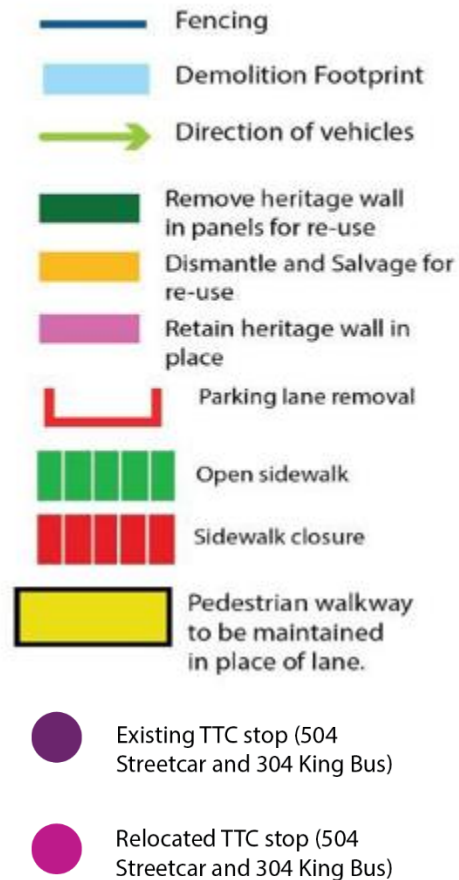 Fencing
Demolition Footprint
Direction of vehicles
Remove heritage wall
in panels for re-use
Dismantle and Salvage for
re-use
Retain heritage wall in
place
Parking lane removal
Open sidewalk
Sidewalk closure
Pedestrian walkway
to be maintained
in place of lane.
Existing TTC stop (504
Streetcar and 304 King Bus)
Relocated TTC stop (504
Streetcar and 304 King Bus)